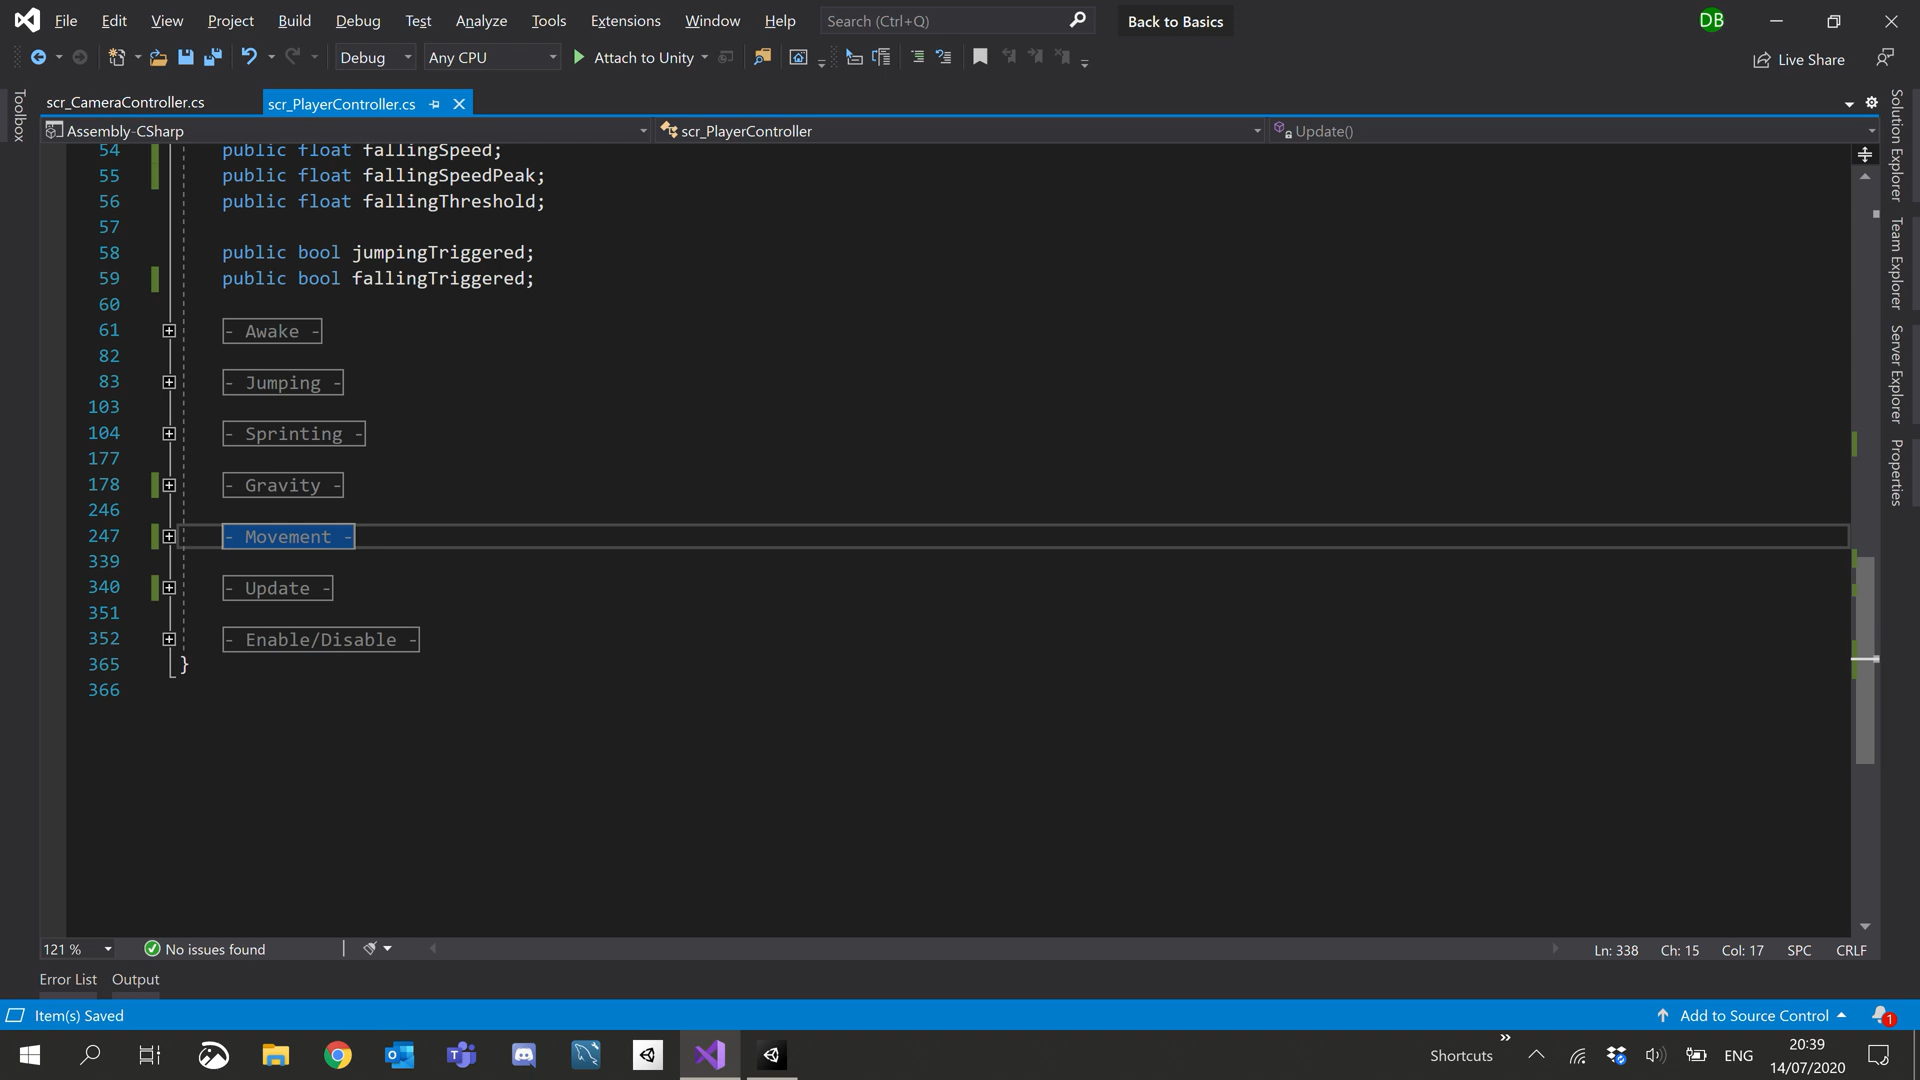 File Edit View Project Build Debug Test Analyze Tools Extensions Window Help Search (Ctrl+Q) Back to Basics DB
Debug Any CPU Attach to Unity Live Share
scr_CameraController.cs scr_PlayerController.cs
Assembly-CSharp scr_PlayerController Update()
54 public float fallingSpeed;
55 public float fallingSpeedPeak;
56 public float fallingThreshold;
57
58 public bool jumpingTriggered;
59 public bool fallingTriggered;
60
61 - Awake -
82
83 - Jumping -
103
104 - Sprinting -
177
178 - Gravity -
246
247 - Movement -
339
340 - Update -
351
352 - Enable/Disable -
365 }
366
Toolbox
Solution Explorer
Team Explorer
Server Explorer
Properties
121 % No issues found Ln: 338 Ch: 15 Col: 17 SPC CRLF
Error List Output
Item(s) Saved Add to Source Control 1
Shortcuts ENG 20:39
14/07/2020